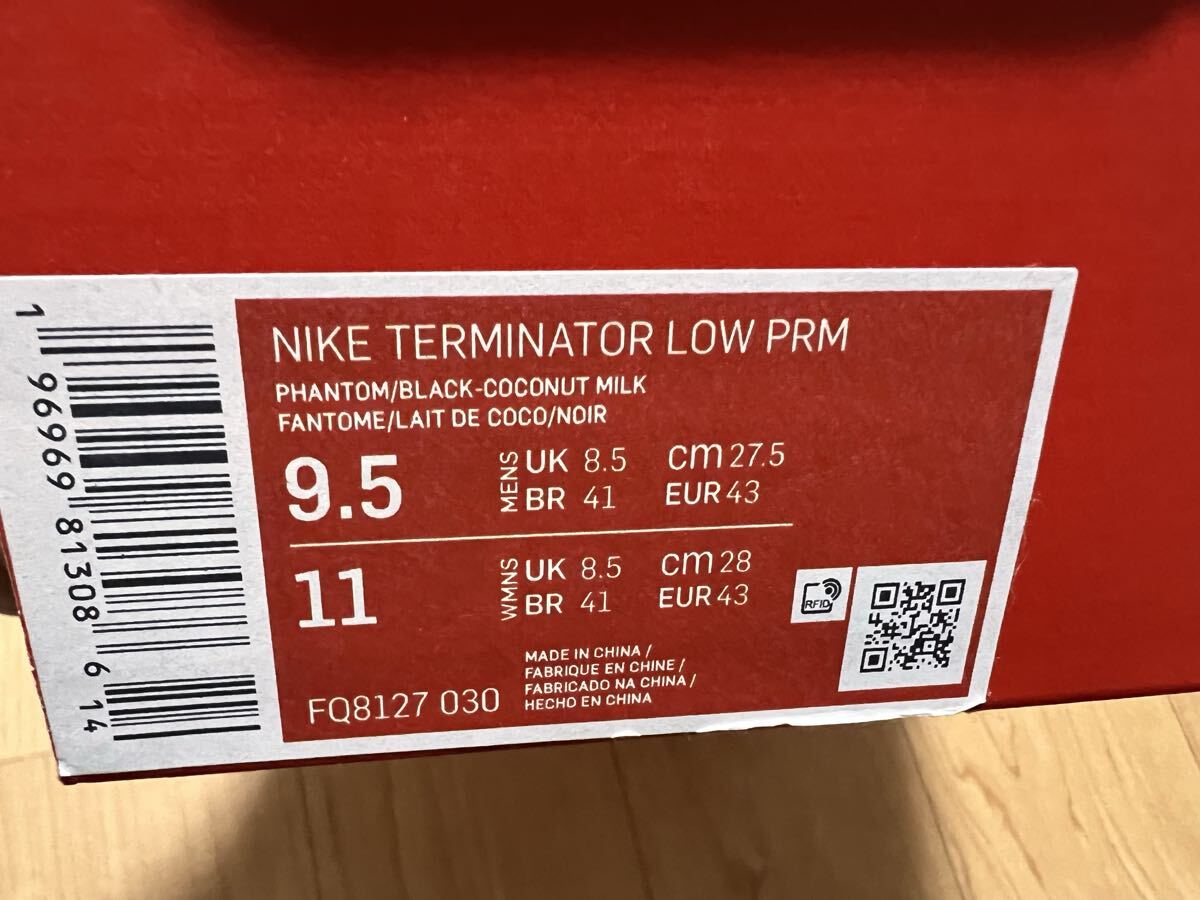 NIKE TERMINATOR LOW PRM
PHANTOM/BLACK-COCONUT MILK
FANTOME/LAIT DE COCO/NOIR
9.5 MENS UK 8.5 cm 27.5
BR 41 EUR 43
11 WMNS UK 8.5 cm 28
BR 41 EUR 43
RFID
MADE IN CHINA /
FABRIQUE EN CHINE /
FABRICADO NA CHINA /
HECHO EN CHINA
FQ8127 030
1 96969 81308 6 14